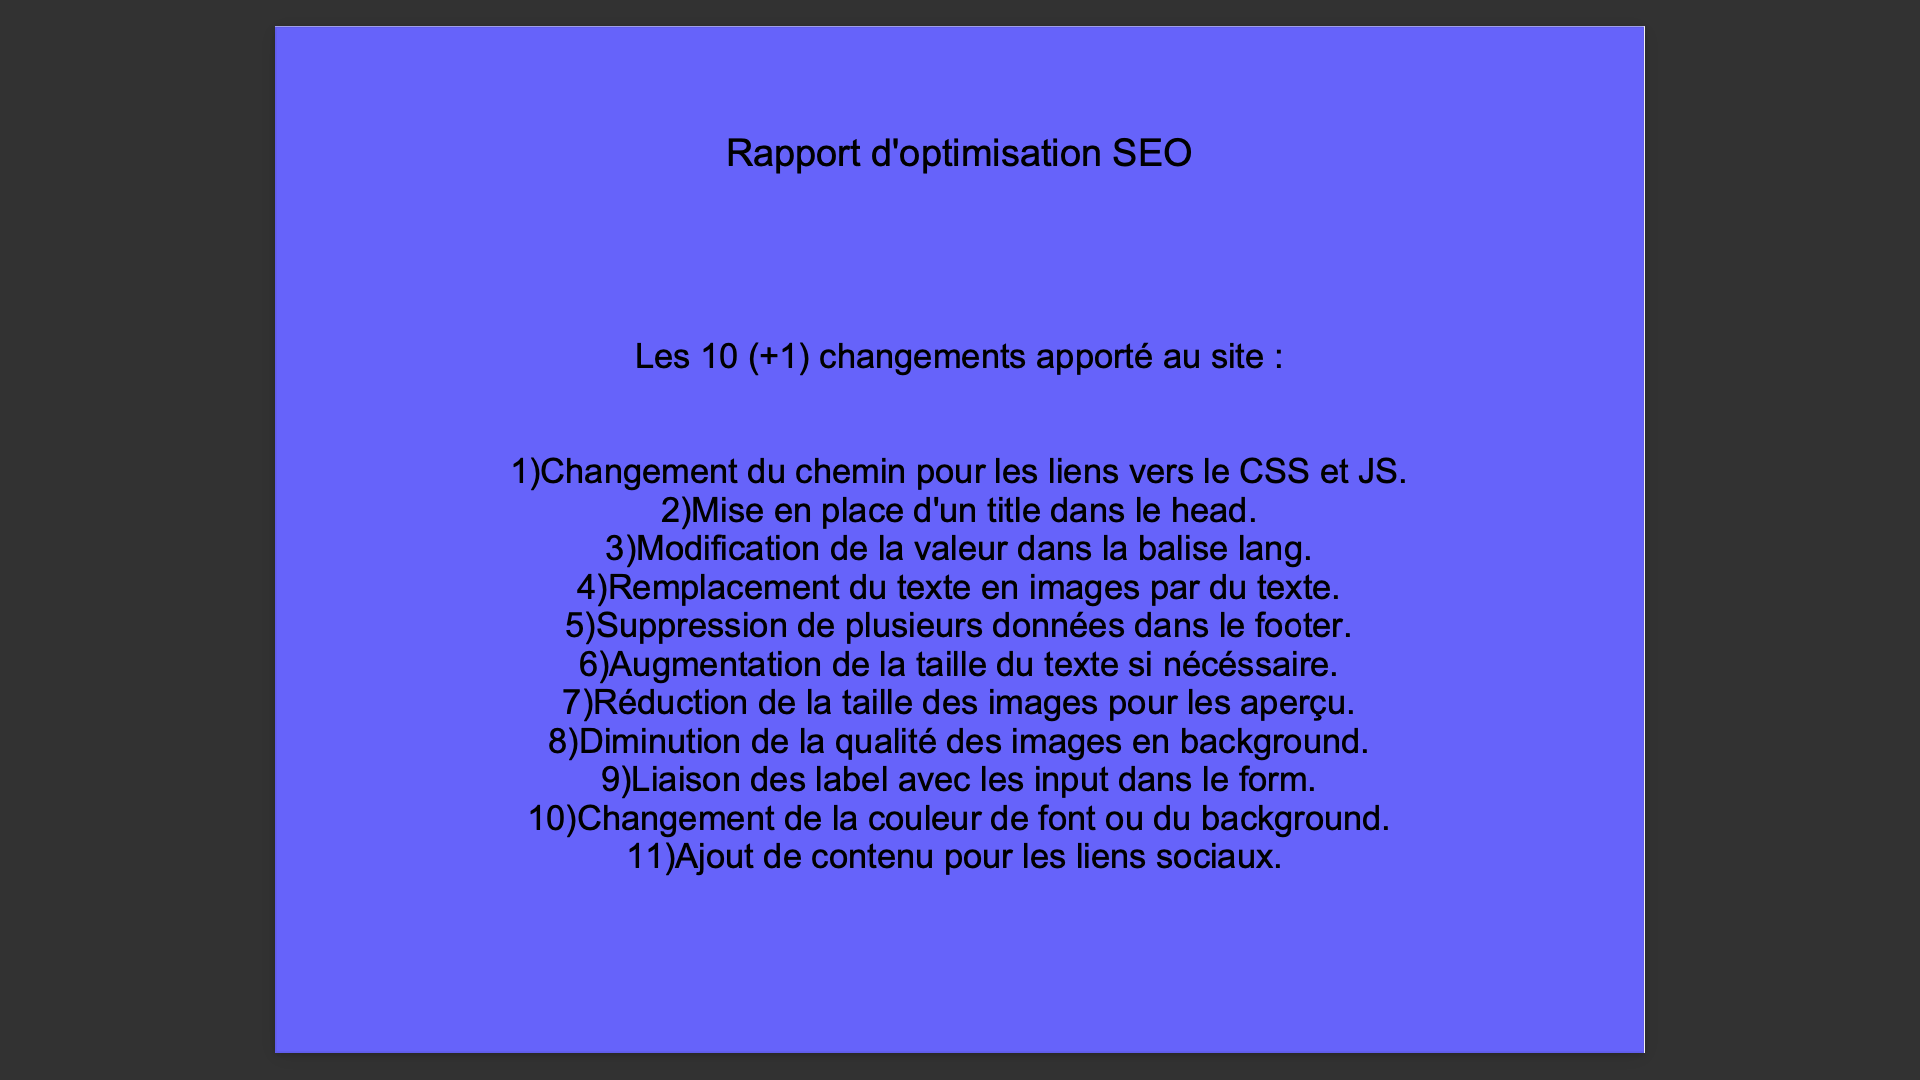 Rapport d'optimisation SEO
Les 10 (+1) changements apporté au site :
1)Changement du chemin pour les liens vers le CSS et JS.
2)Mise en place d'un title dans le head.
3)Modification de la valeur dans la balise lang.
4)Remplacement du texte en images par du texte.
5)Suppression de plusieurs données dans le footer.
6)Augmentation de la taille du texte si nécéssaire.
7)Réduction de la taille des images pour les aperçu.
8)Diminution de la qualité des images en background.
9)Liaison des label avec les input dans le form.
10)Changement de la couleur de font ou du background.
11)Ajout de contenu pour les liens sociaux.